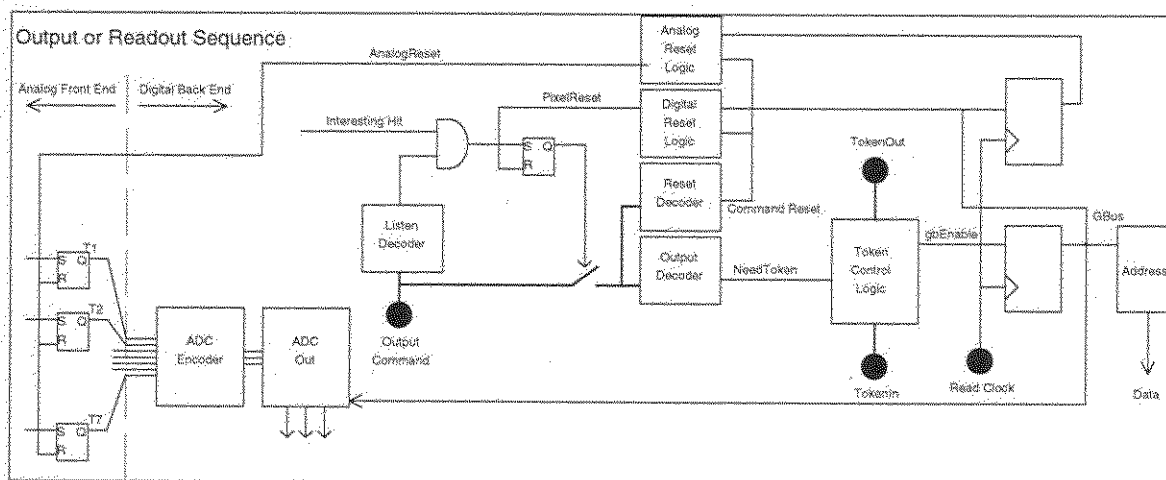 Output or Readout Sequence
Analog Front End
Digital Back End
AnalogReset
Analog
Reset
Logic
PixelReset
Digital
Reset
Logic
Interesting Hit
S Q
R
TokenOut
Listen
Decoder
Reset
Decoder
Command Reset
Output
Decoder
NeedToken
Token
Control
Logic
gbEnable
GBus
Address
T1
S Q
R
T2
S Q
R
ADC
Encoder
ADC
Out
Output
Command
TokenIn
Read Clock
Data
T7
S Q
R